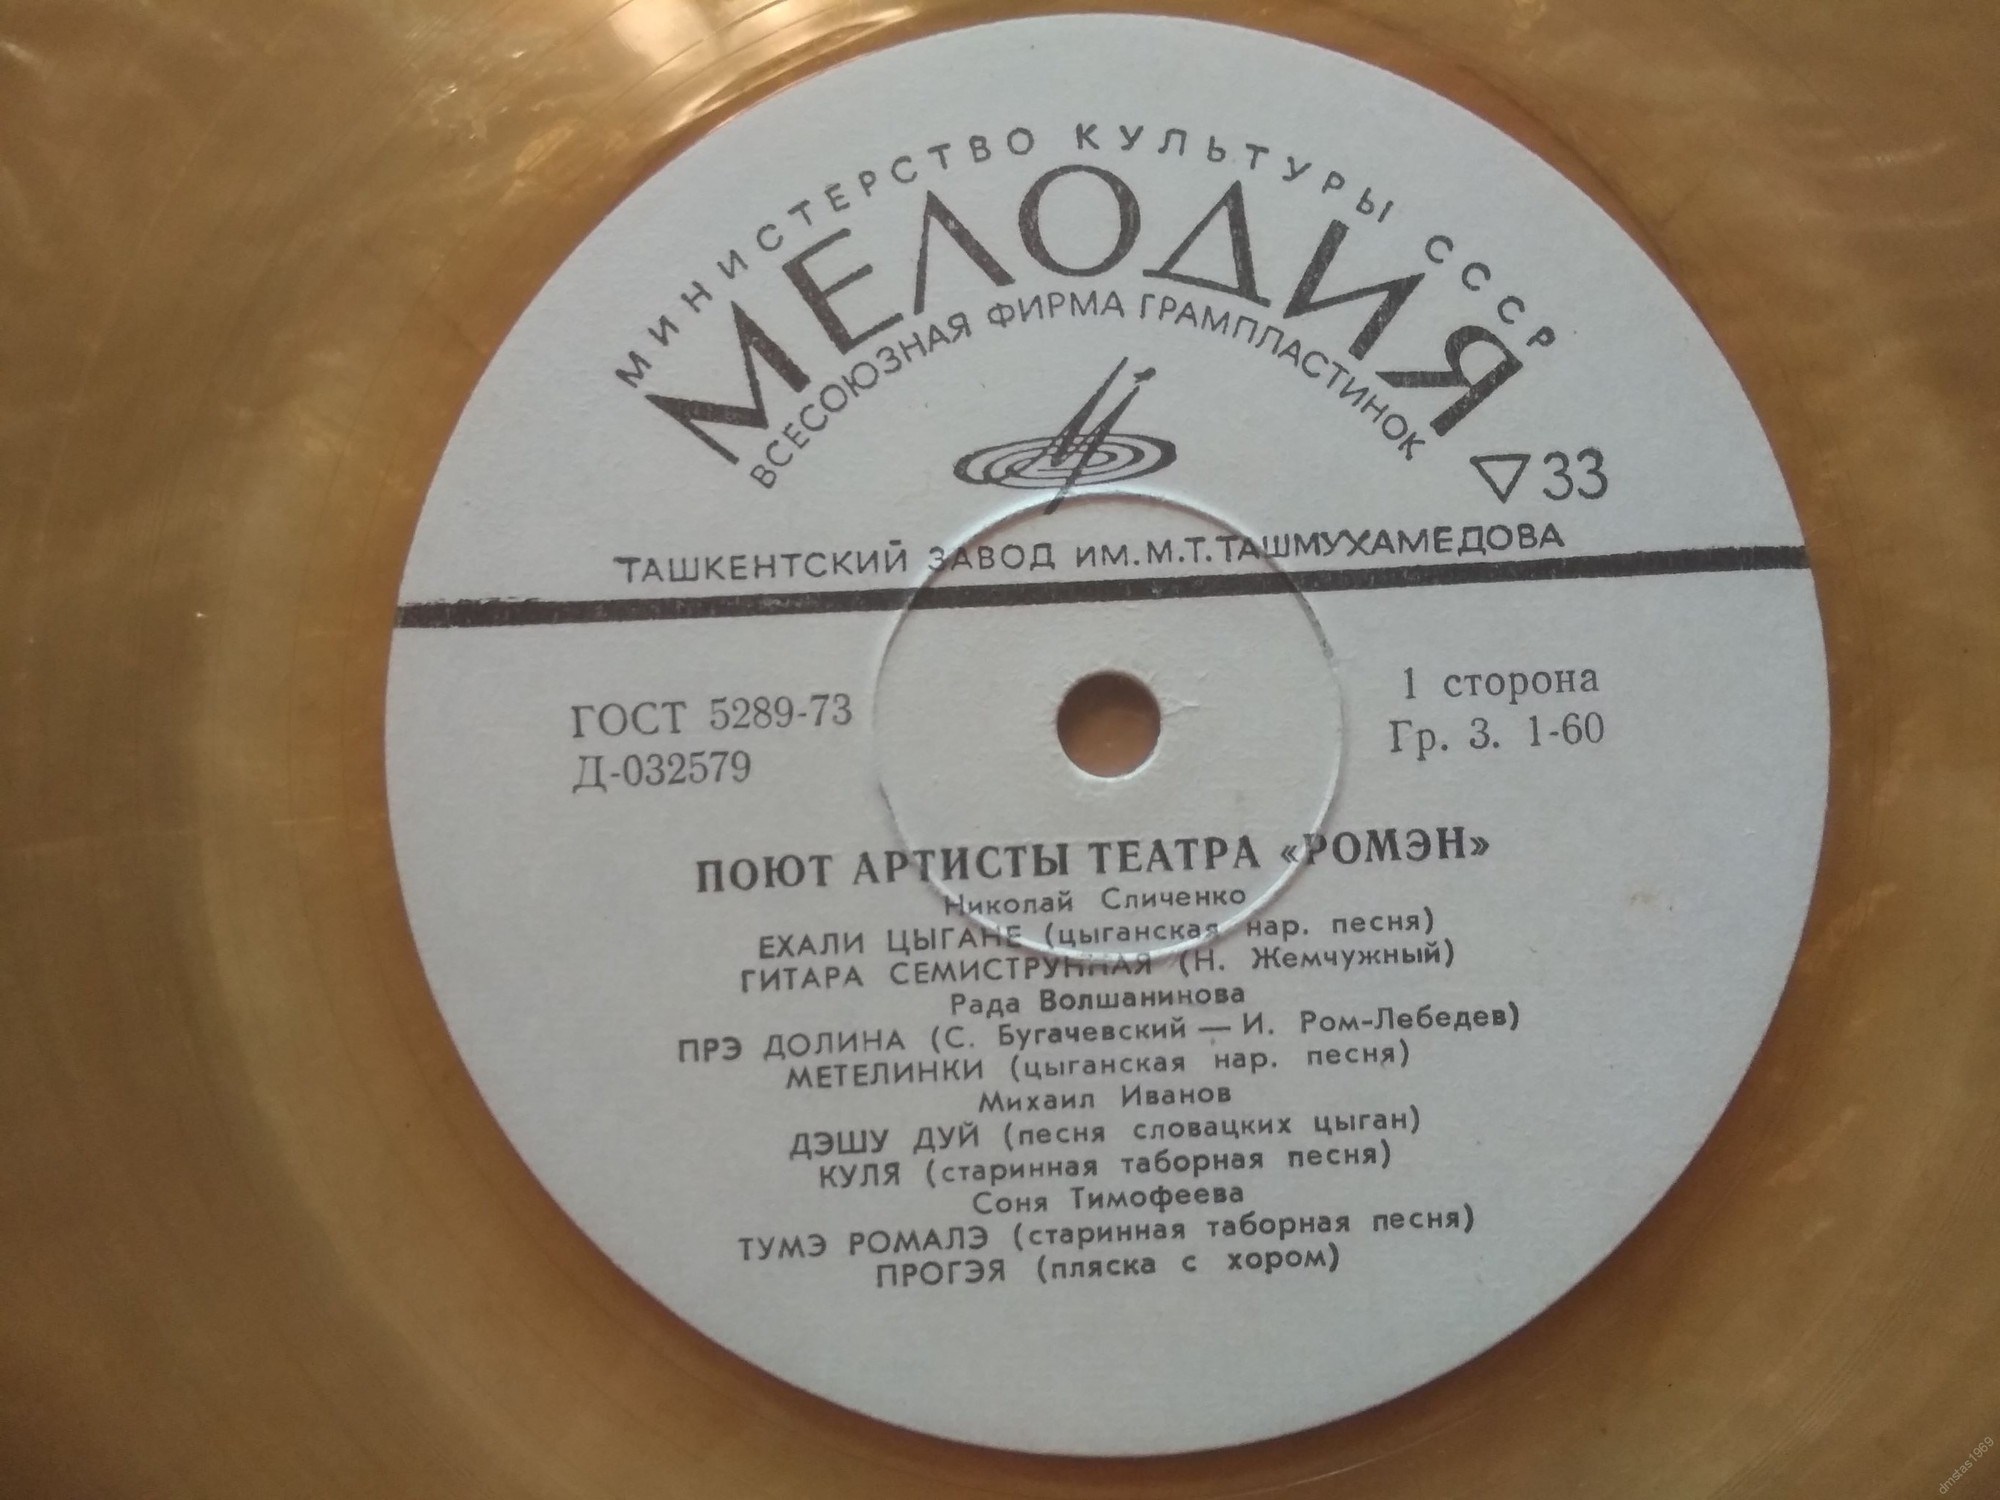 МИНИСТЕРСТВО КУЛЬТУРЫ СССР
МЕЛОДИЯ
ВСЕСОЮЗНАЯ ФИРМА ГРАМПЛАСТИНОК
33
ТАШКЕНТСКИЙ ЗАВОД ИМ. М.Т. ТАШМУХАМЕДОВА
ГОСТ 5289-73
Д-032579
1 сторона
Гр. 3. 1-60
ПОЮТ АРТИСТЫ ТЕАТРА «РОМЭН»
Николай Сличенко
ЕХАЛИ ЦЫГАНЕ (цыганская нар. песня)
ГИТАРА СЕМИСТРУННАЯ (Н. Жемчужный)
Рада Волшанинова
ПРЭ ДОЛИНА (С. Бугачевский — И. Ром-Лебедев)
МЕТЕЛИНКИ (цыганская нар. песня)
Михаил Иванов
ДЭШУ ДУЙ (песня словацких цыган)
КУЛЯ (старинная таборная песня)
Соня Тимофеева
ТУМЭ РОМАЛЭ (старинная таборная песня)
ПРОГЭЯ (пляска с хором)
dmstas1969